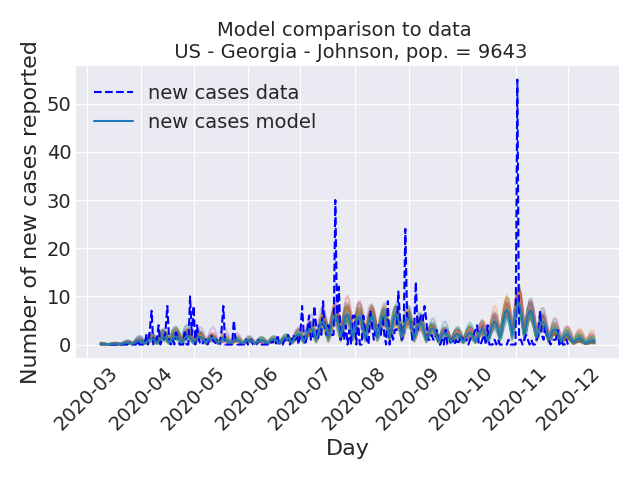 Model comparison to data
US - Georgia - Johnson, pop. = 9643
new cases data
new cases model
Number of new cases reported
50
40
30
20
10
0
2020-03
2020-04
2020-05
2020-06
2020-07
2020-08
2020-09
2020-10
2020-11
2020-12
Day